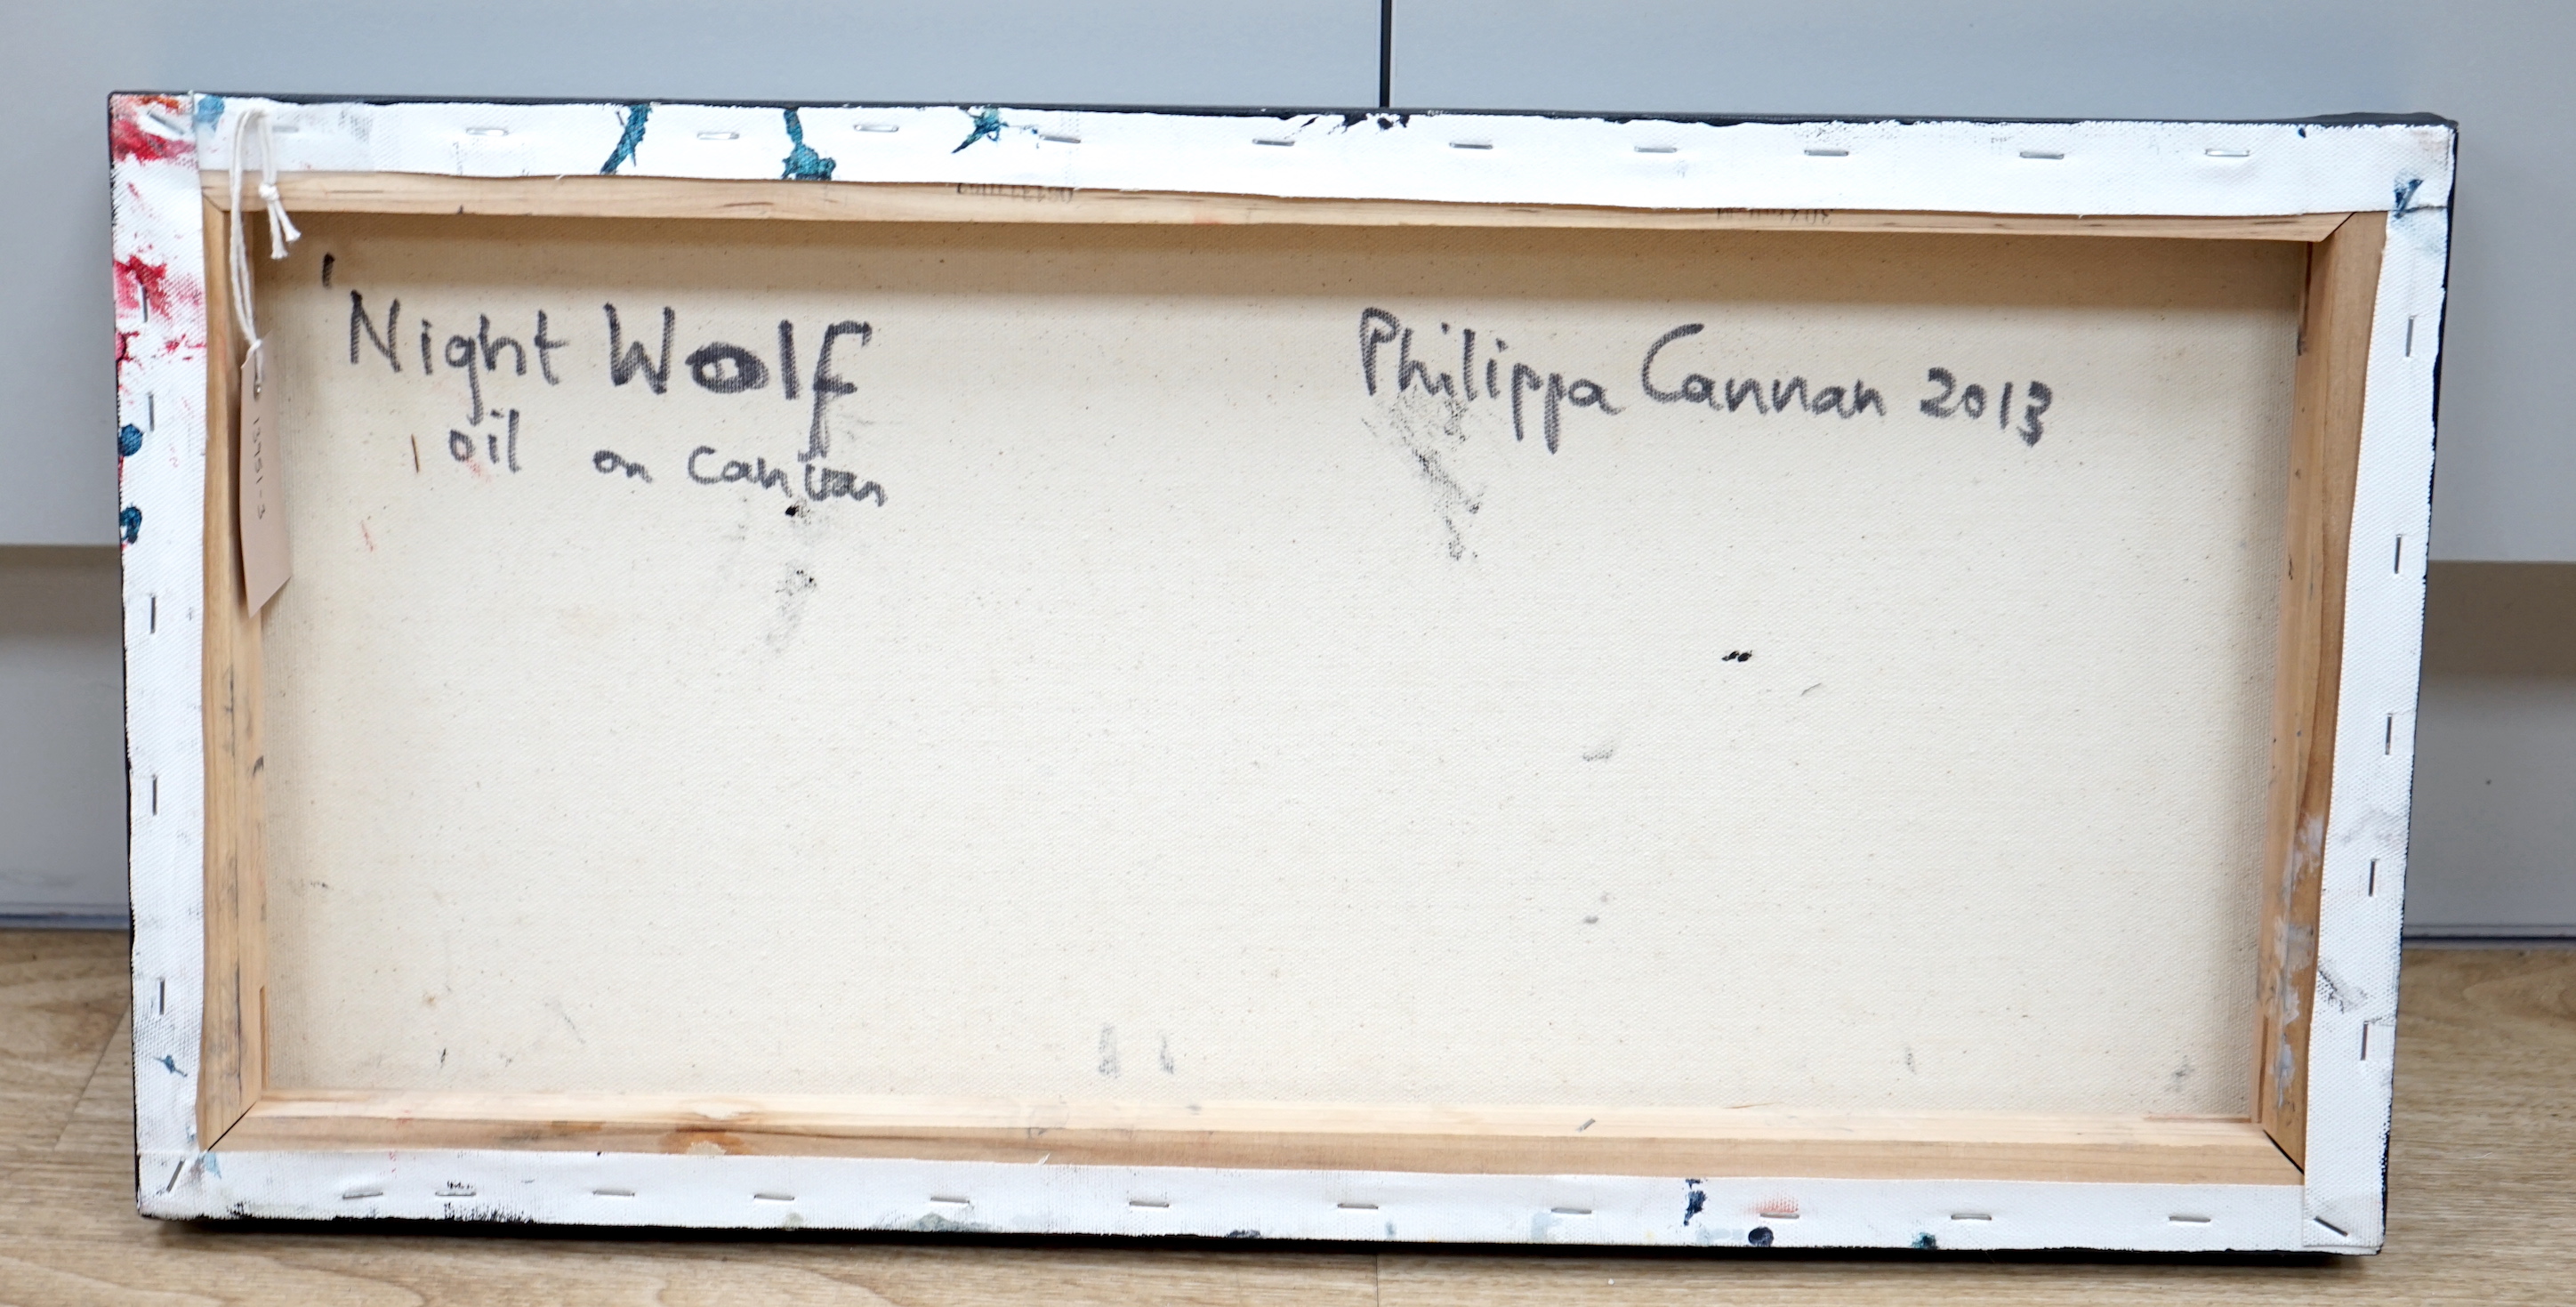 'Night Wolf
oil on canvas
Philippa Cannan 2013